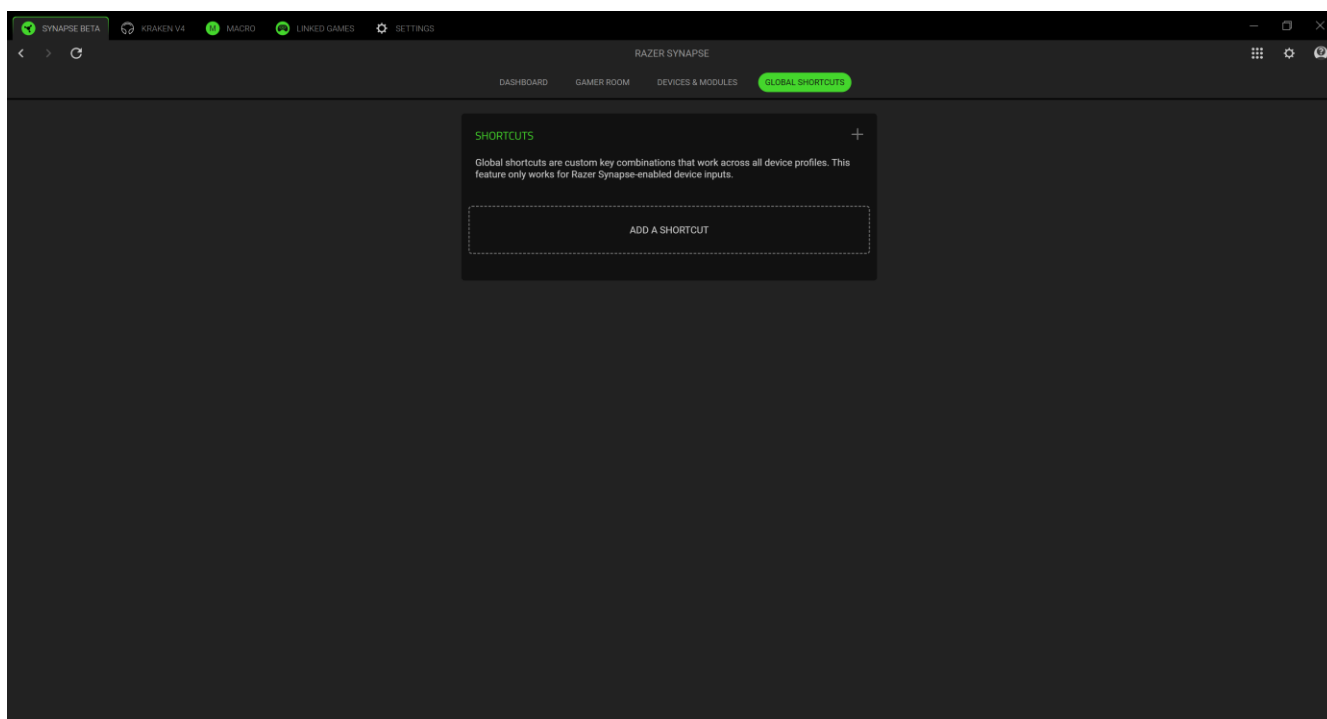 SYNAPSE BETA KRAKEN V4 M MACRO LINKED GAMES SETTINGS
RAZER SYNAPSE
DASHBOARD GAMER ROOM DEVICES & MODULES GLOBAL SHORTCUTS
SHORTCUTS
Global shortcuts are custom key combinations that work across all device profiles. This
feature only works for Razer Synapse-enabled device inputs.
ADD A SHORTCUT